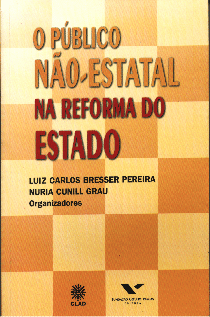 O PÚBLICO
NÃO-ESTATAL
NA REFORMA DO
ESTADO
LUIZ CARLOS BRESSER PEREIRA
NURIA CUNILL GRAU
Organizadores
CLAD